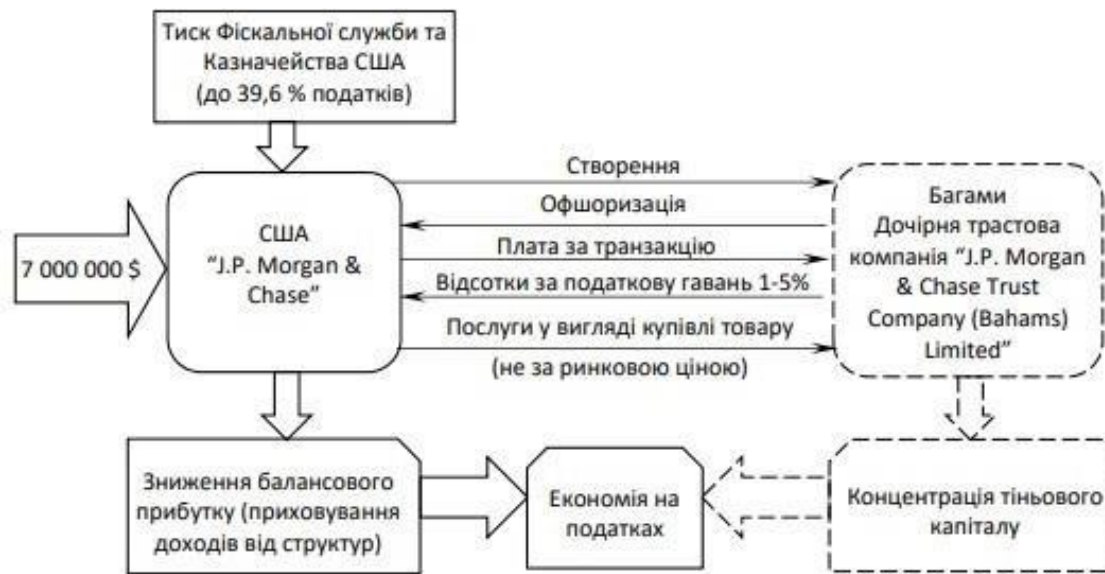 Тиск Фіскальної служби та
Казначейства США
(до 39,6 % податків)
7 000 000 $
США
“J.P. Morgan &
Chase”
Створення
Офшоризація
Плата за транзакцію
Відсотки за податкову гавань 1-5%
Послуги у вигляді купівлі товару
(не за ринковою ціною)
Багами
Дочірня трастова
компанія “J.P. Morgan
& Chase Trust
Company (Bahams)
Limited”
Зниження балансового
прибутку (приховування
доходів від структур)
Економія на
податках
Концентрація тіньового
капіталу